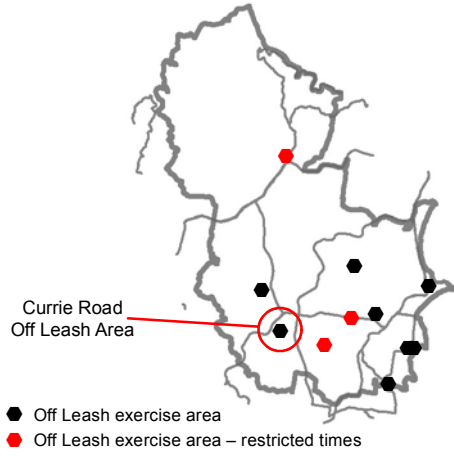 Currie Road
Off Leash Area
Off Leash exercise area
Off Leash exercise area – restricted times